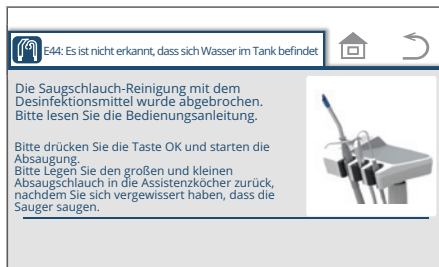 E44: Es ist nicht erkannt, dass sich Wasser im Tank befindet
Die Saugschlauch-Reinigung mit dem
Desinfektionsmittel wurde abgebrochen.
Bitte lesen Sie die Bedienungsanleitung.
Bitte drücken Sie die Taste OK und starten die
Absaugung.
Bitte Legen Sie den großen und kleinen
Absaugschlauch in die Assistenzköcher zurück,
nachdem Sie sich vergewissert haben, dass die
Sauger saugen.